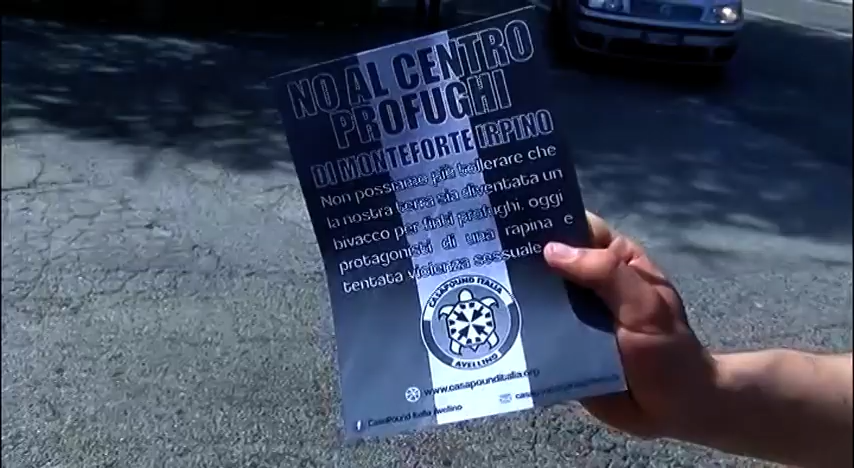 NO AL CENTRO
PROFUGHI
DI MONTEFORTE IRPINO
Non possiamo più tollerare che
la nostra terra sia diventata un
bivacco per finti profughi, oggi
protagonisti di una rapina e
tentata violenza sessuale
CASAPOUND ITALIA
AVELLINO
www.casapounditalia.org
CasaPound Italia Avellino